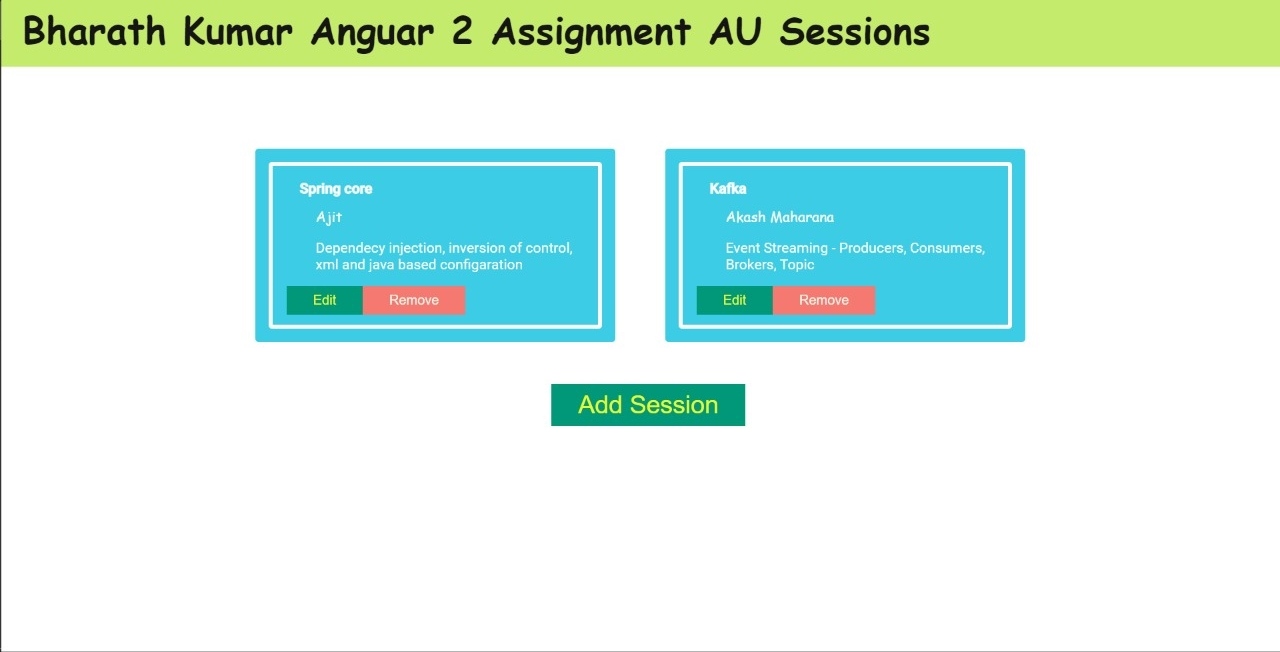 Bharath Kumar Anguar 2 Assignment AU Sessions
Spring core
Ajit
Dependecy injection, inversion of control,
xml and java based configaration
Edit Remove
Kafka
Akash Maharana
Event Streaming - Producers, Consumers,
Brokers, Topic
Edit Remove
Add Session